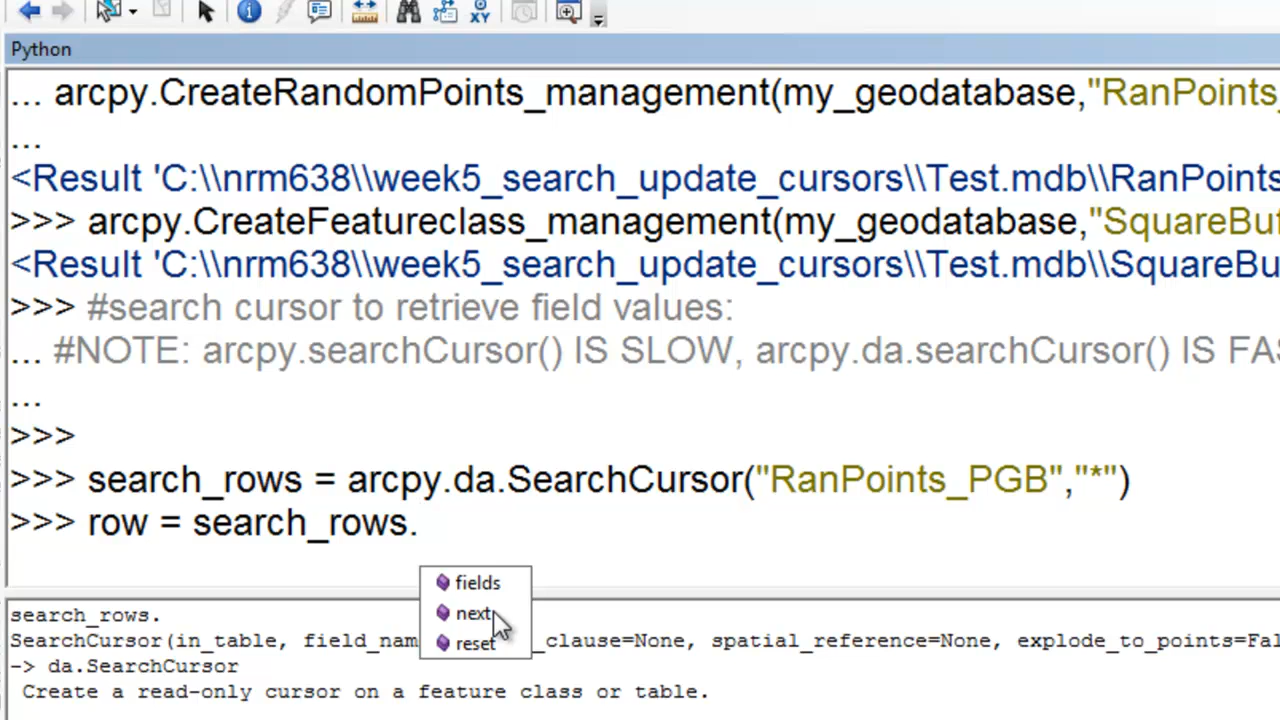 XY
Python
... arcpy.CreateRandomPoints_management(my_geodatabase,"RanPoints_
...
<Result 'C:\\nrm638\\week5_search_update_cursors\\Test.mdb\\RanPoints
>>> arcpy.CreateFeatureclass_management(my_geodatabase,"SquareBuf
<Result 'C:\\nrm638\\week5_search_update_cursors\\Test.mdb\\SquareBu
>>> #search cursor to retrieve field values:
... #NOTE: arcpy.searchCursor() IS SLOW, arcpy.da.searchCursor() IS FAS
...
>>>
>>> search_rows = arcpy.da.SearchCursor("RanPoints_PGB","*")
>>> row = search_rows.
fields
next
reset
search_rows.
SearchCursor(in_table, field_nam _clause=None, spatial_reference=None, explode_to_points=Fal
-> da.SearchCursor
Create a read-only cursor on a feature class or table.